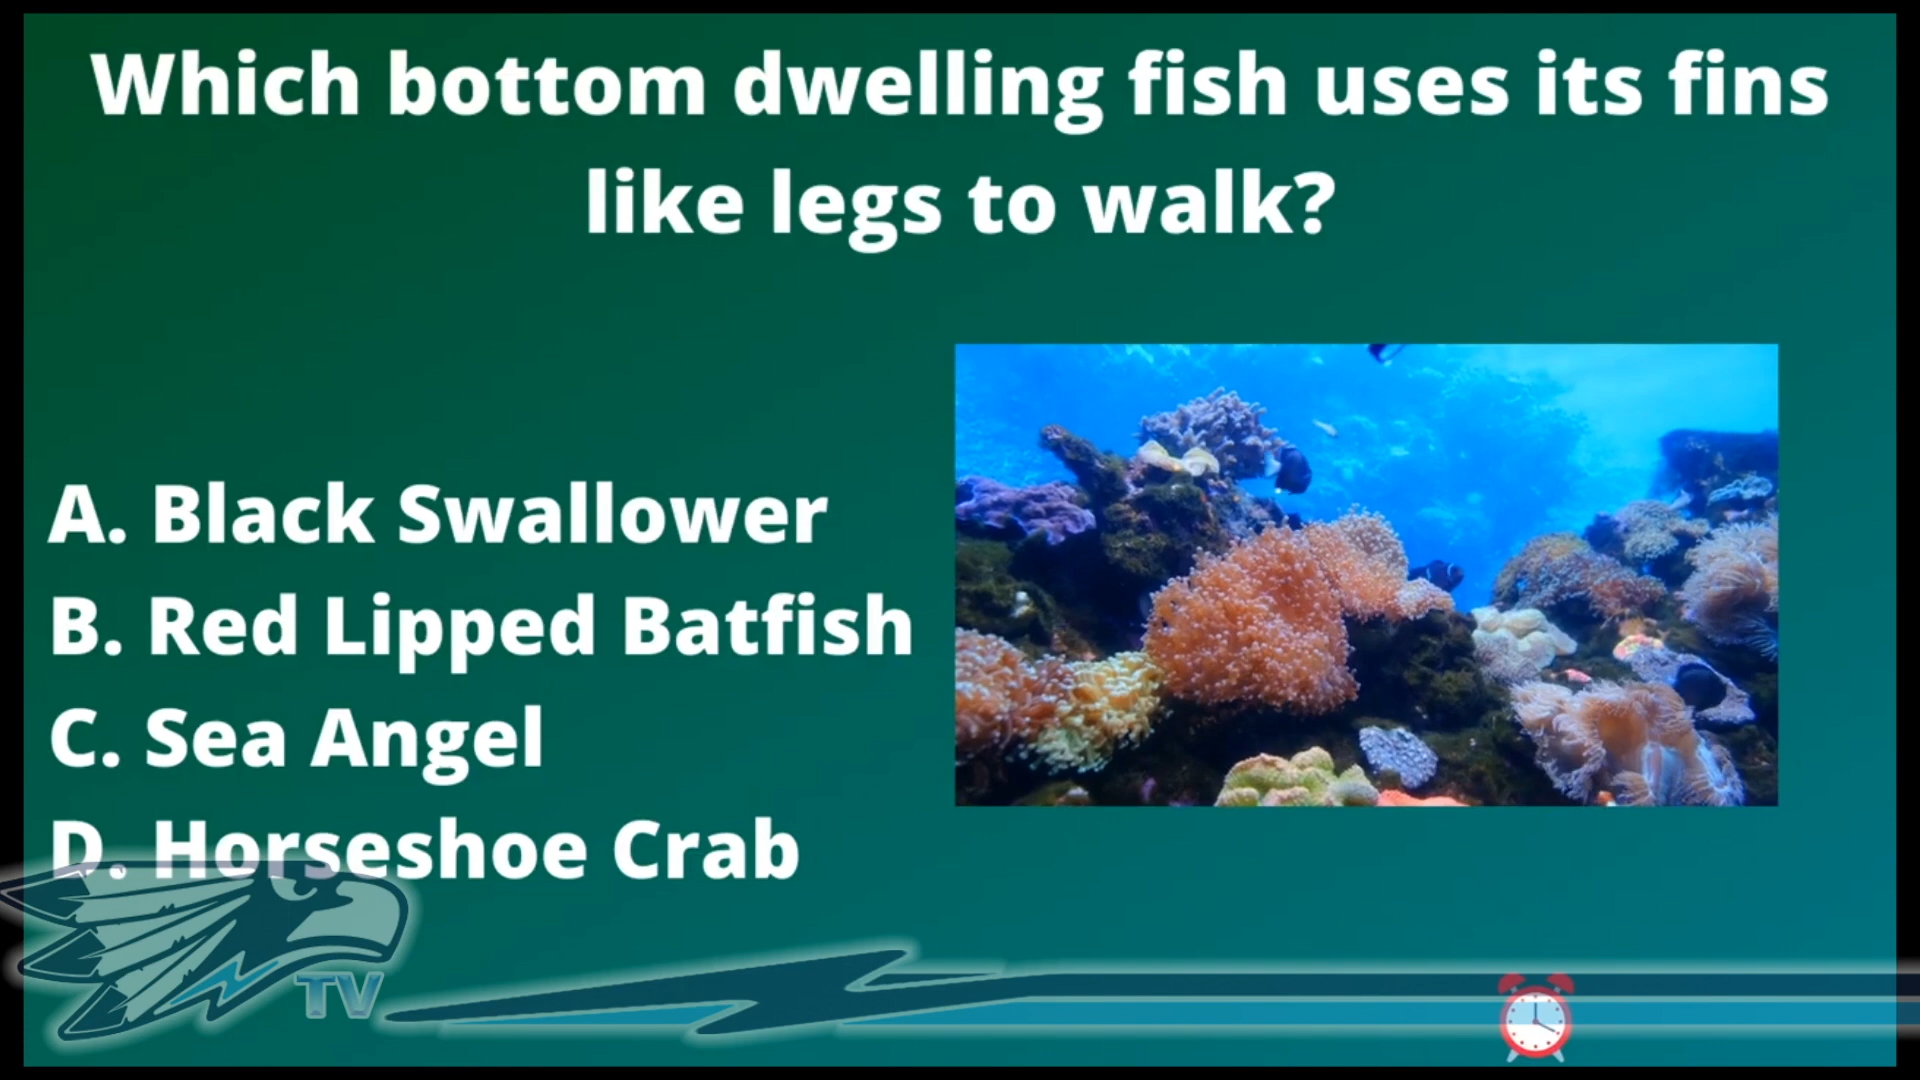 Which bottom dwelling fish uses its fins
like legs to walk?
A. Black Swallower
B. Red Lipped Batfish
C. Sea Angel
D. Horseshoe Crab
TV